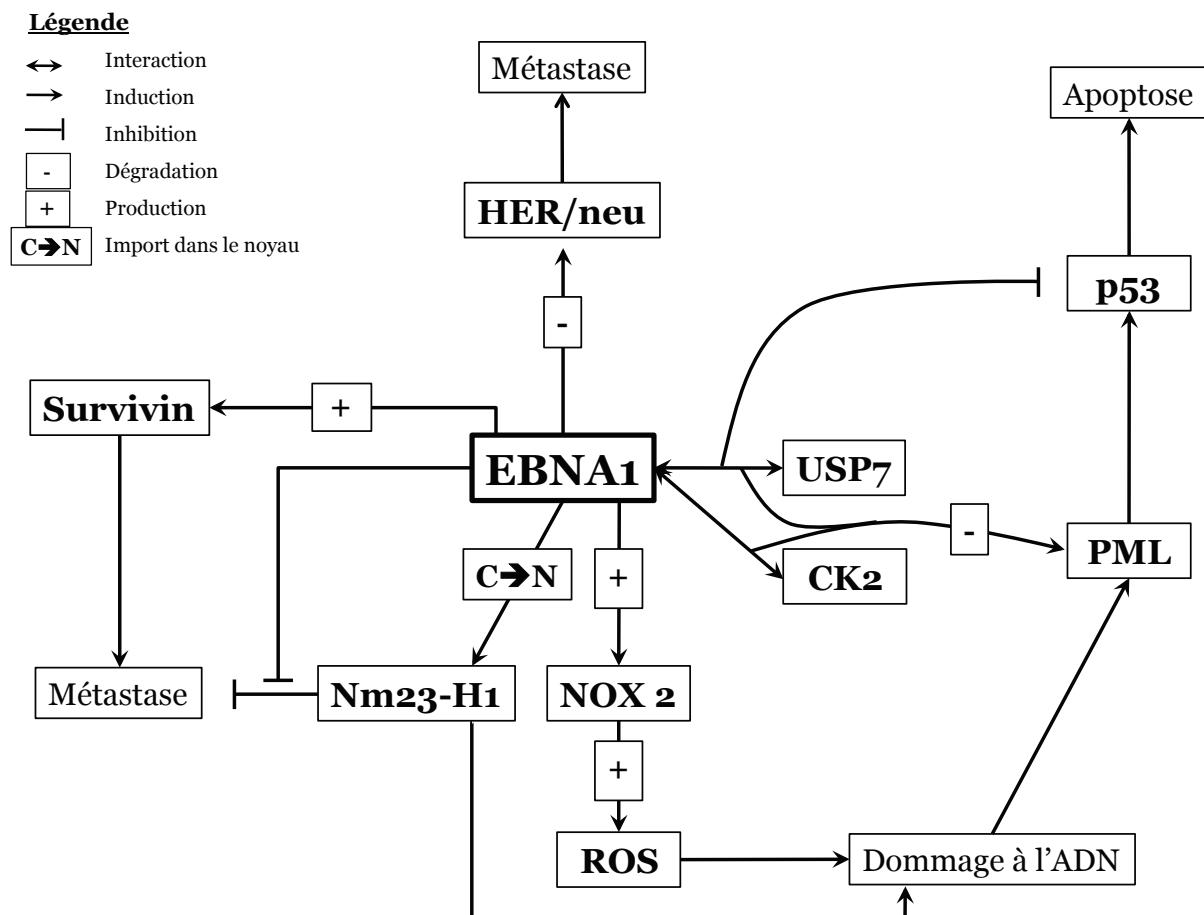 Légende
Interaction
Induction
Inhibition
- Dégradation
+ Production
C➔N Import dans le noyau
Métastase
Apoptose
HER/neu
p53
-
Survivin
+
EBNA1
USP7
-
PML
C➔N
+
CK2
Métastase
Nm23-H1
NOX 2
+
ROS
Dommage à l'ADN